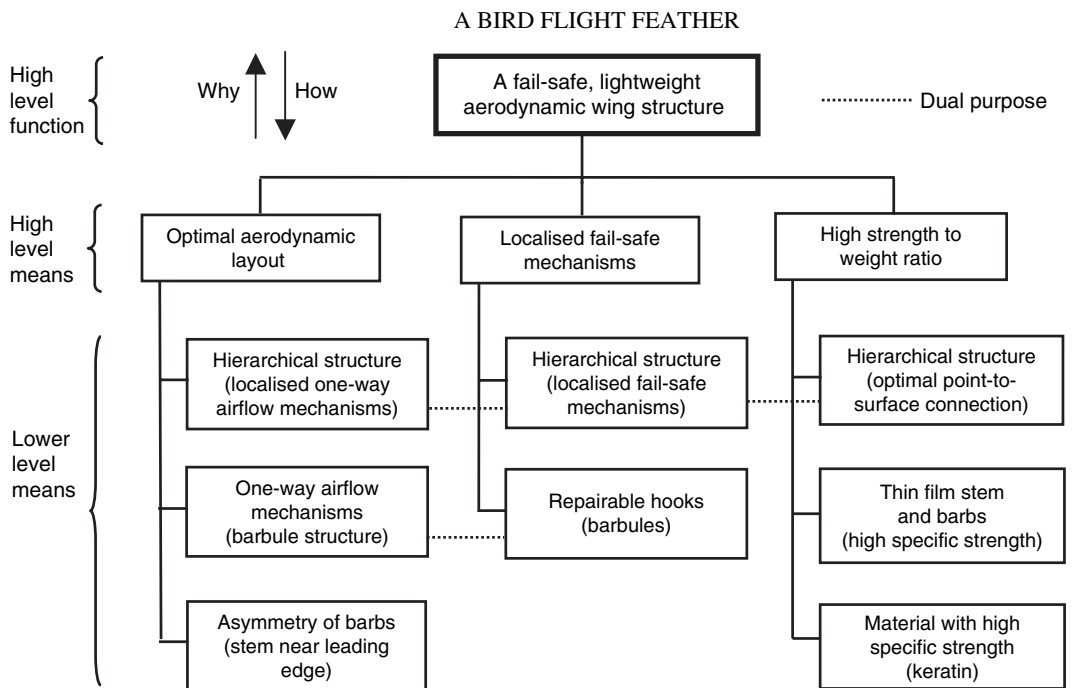 A BIRD FLIGHT FEATHER
High
level
function
Why
How
A fail-safe, lightweight
aerodynamic wing structure
Dual purpose
High
level
means
Optimal aerodynamic
layout
Localised fail-safe
mechanisms
High strength to
weight ratio
Lower
level
means
Hierarchical structure
(localised one-way
airflow mechanisms)
Hierarchical structure
(localised fail-safe
mechanisms)
Hierarchical structure
(optimal point-to-
surface connection)
One-way airflow
mechanisms
(barbule structure)
Repairable hooks
(barbules)
Thin film stem
and barbs
(high specific strength)
Asymmetry of barbs
(stem near leading
edge)
Material with high
specific strength
(keratin)